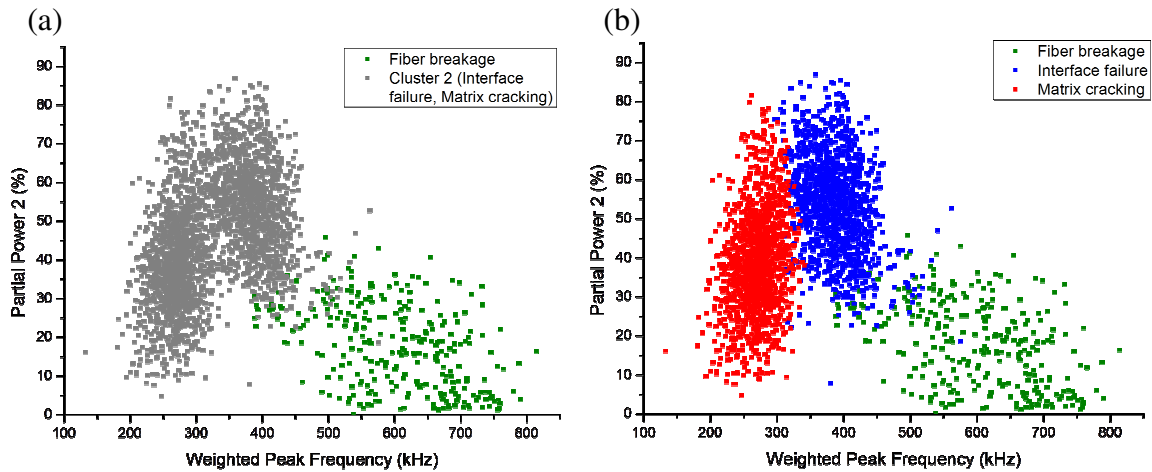 (a)
Fiber breakage
Cluster 2 (Interface
failure, Matrix cracking)
90
80
70
60
50
40
30
20
10
0
Partial Power 2 (%)
100 200 300 400 500 600 700 800
Weighted Peak Frequency (kHz)
(b)
Fiber breakage
Interface failure
Matrix cracking
90
80
70
60
50
40
30
20
10
0
Partial Power 2 (%)
100 200 300 400 500 600 700 800
Weighted Peak Frequency (kHz)